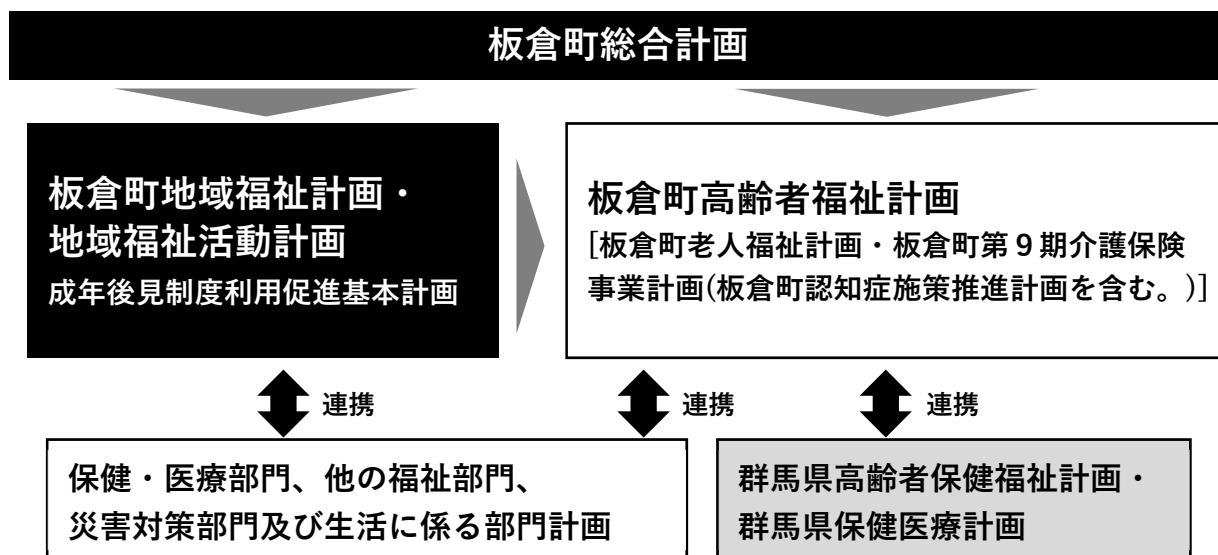 板倉町総合計画
板倉町地域福祉計画・
地域福祉活動計画
成年後見制度利用促進基本計画
板倉町高齢者福祉計画
[板倉町老人福祉計画・板倉町第９期介護保険
事業計画(板倉町認知症施策推進計画を含む。)]
連携
連携
連携
保健・医療部門、他の福祉部門、
災害対策部門及び生活に係る部門計画
群馬県高齢者保健福祉計画・
群馬県保健医療計画